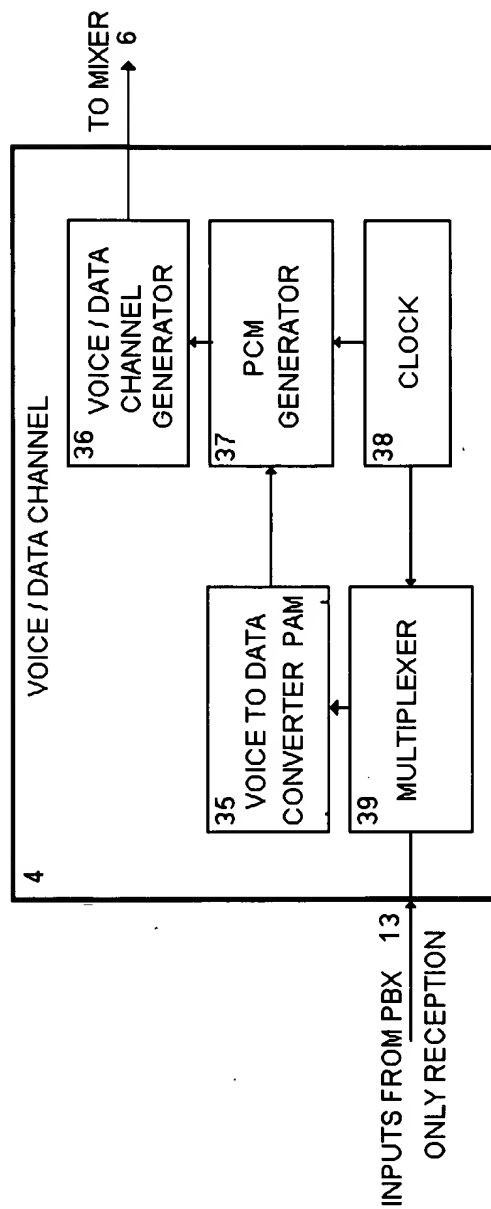 VOICE / DATA CHANNEL
4
36 VOICE / DATA
CHANNEL
GENERATOR
TO MIXER
6
35
VOICE TO DATA
CONVERTER PAM
37
PCM
GENERATOR
39
MULTIPLEXER
38
CLOCK
INPUTS FROM PBX 13
ONLY RECEPTION